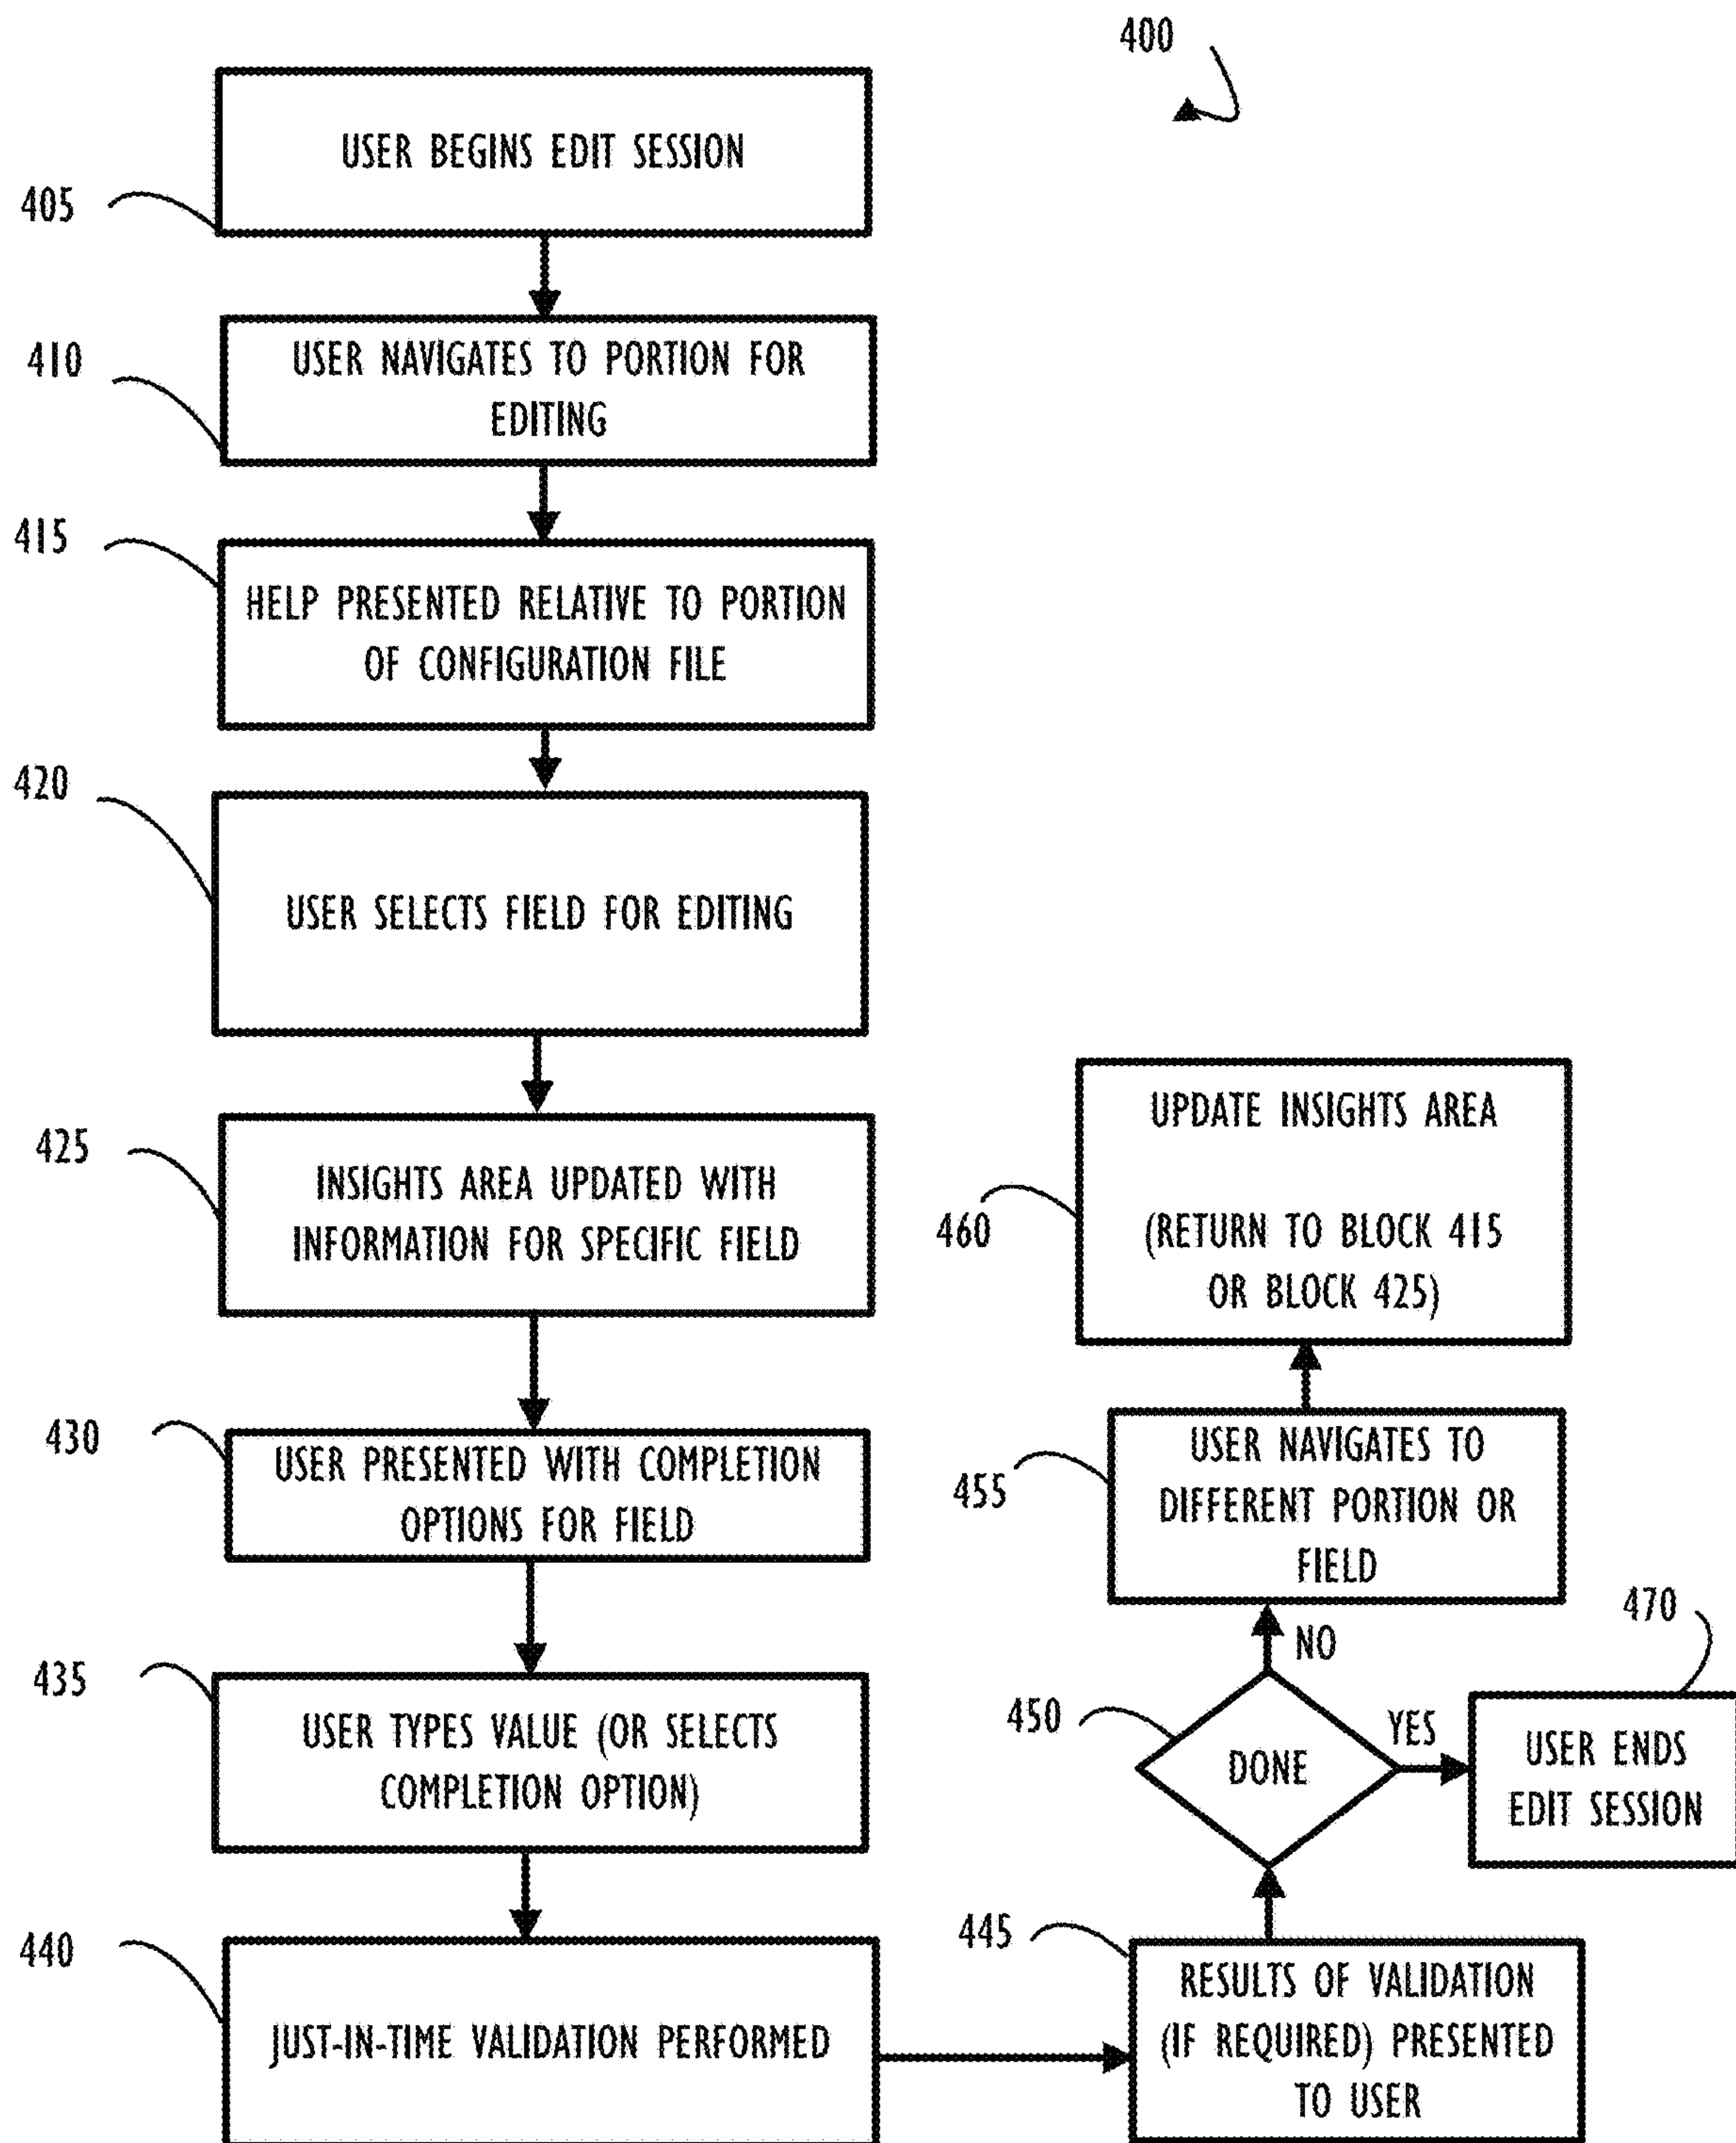 400
USER BEGINS EDIT SESSION
405
410
USER NAVIGATES TO PORTION FOR
EDITING
415
HELP PRESENTED RELATIVE TO PORTION
OF CONFIGURATION FILE
420
USER SELECTS FIELD FOR EDITING
425
INSIGHTS AREA UPDATED WITH
INFORMATION FOR SPECIFIC FIELD
430
USER PRESENTED WITH COMPLETION
OPTIONS FOR FIELD
435
USER TYPES VALUE (OR SELECTS
COMPLETION OPTION)
440
JUST-IN-TIME VALIDATION PERFORMED
445
RESULTS OF VALIDATION
(IF REQUIRED) PRESENTED
TO USER
450
DONE
YES
NO
470
USER ENDS
EDIT SESSION
455
USER NAVIGATES TO
DIFFERENT PORTION OR
FIELD
460
UPDATE INSIGHTS AREA
(RETURN TO BLOCK 415
OR BLOCK 425)